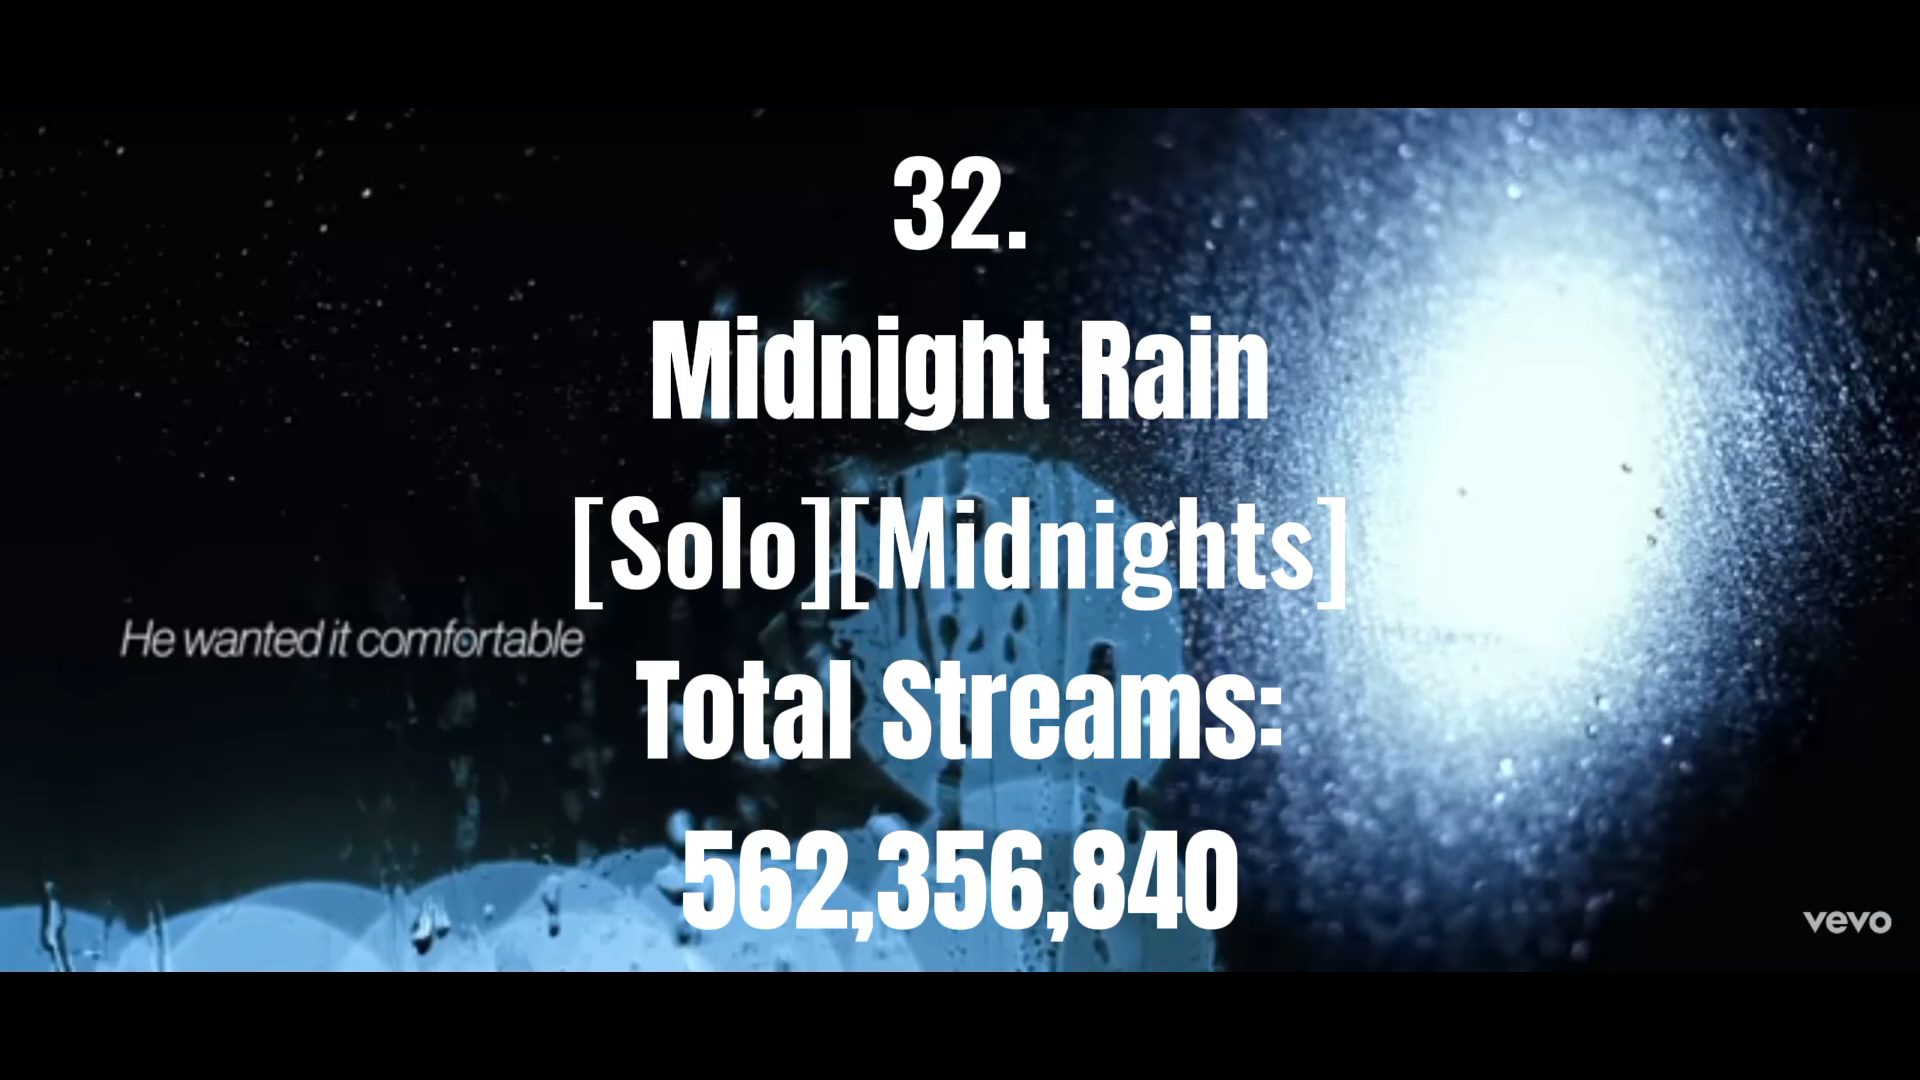 32.
Midnight Rain
[Solo][Midnights]
He wanted it comfortable
Total Streams:
562,356,840
vevo